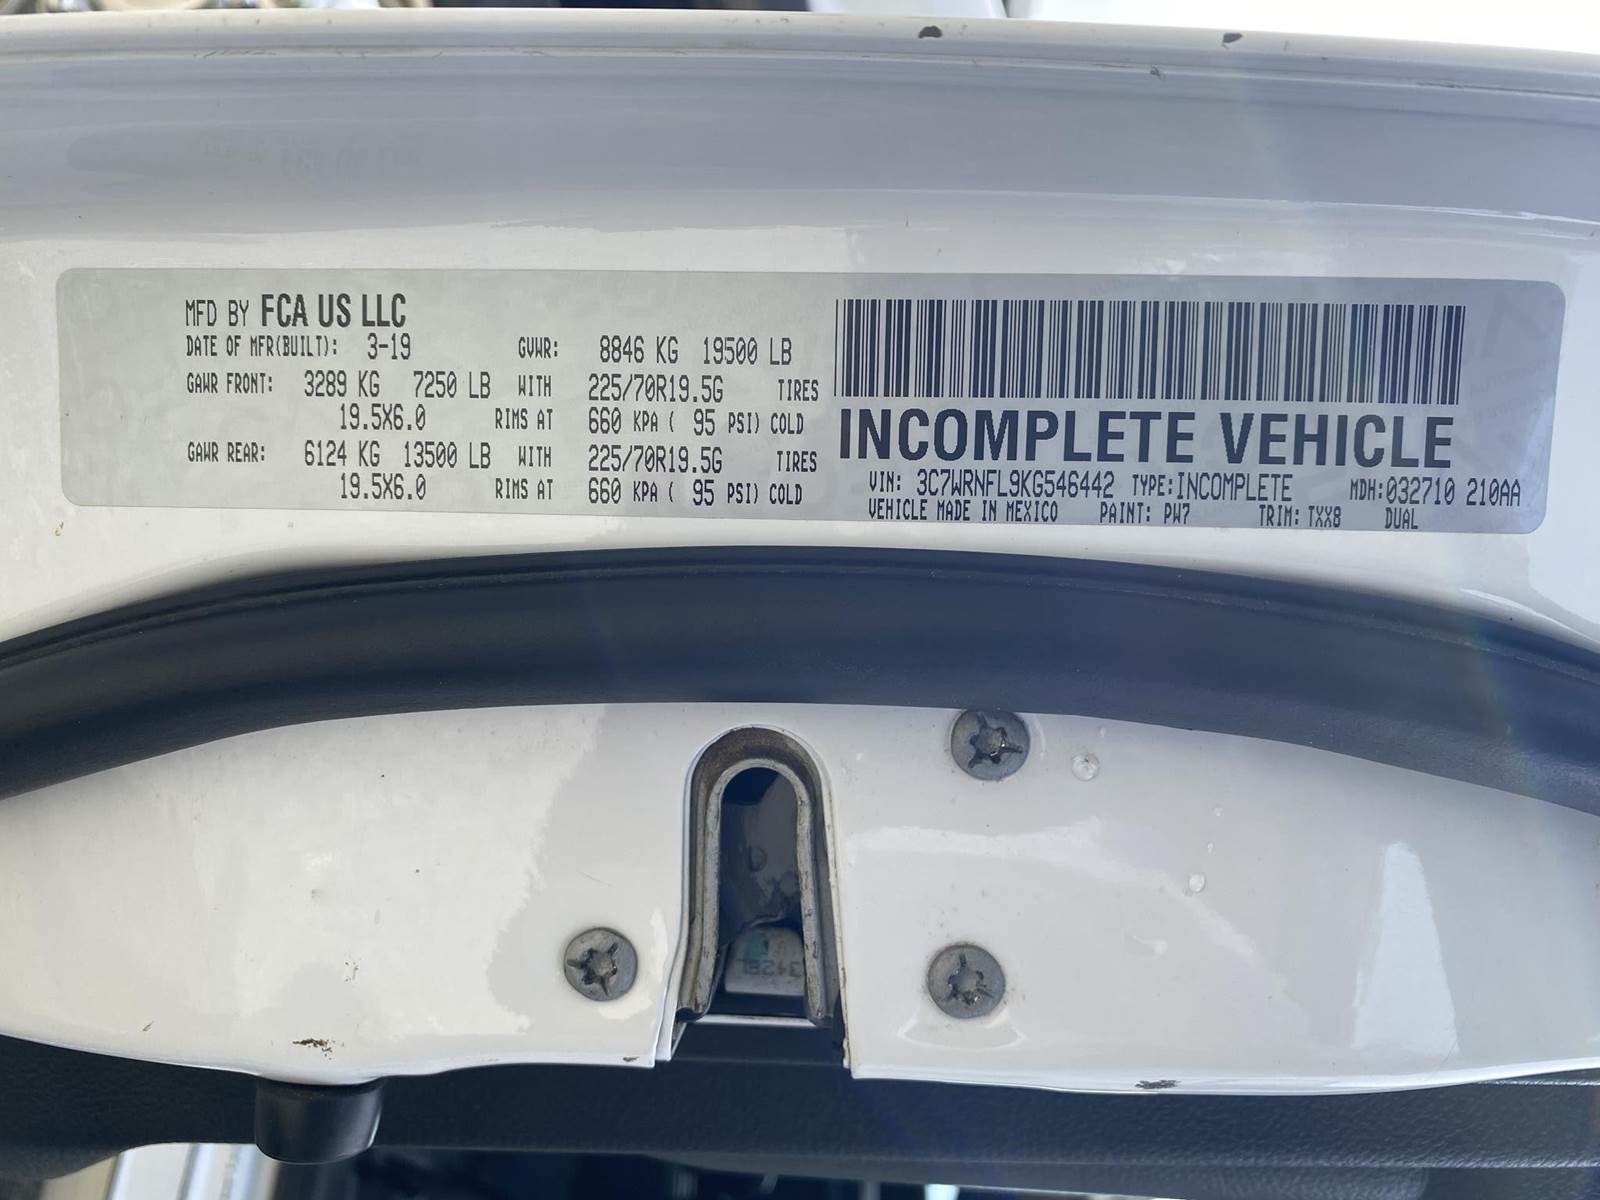 MFD BY FCA US LLC
DATE OF MFR(BUILT): 3-19 GVWR: 8846 KG 19500 LB
GAWR FRONT: 3289 KG 7250 LB WITH 225/70R19.5G TIRES
19.5X6.0 RIMS AT 660 KPA ( 95 PSI) COLD
GAWR REAR: 6124 KG 13500 LB WITH 225/70R19.5G TIRES
19.5X6.0 RIMS AT 660 KPA ( 95 PSI) COLD
INCOMPLETE VEHICLE
VIN: 3C7WRNFL9KG546442 TYPE: INCOMPLETE MDH: 032710 210AA
VEHICLE MADE IN MEXICO PAINT: PW7 TRIM: TXX8 DUAL